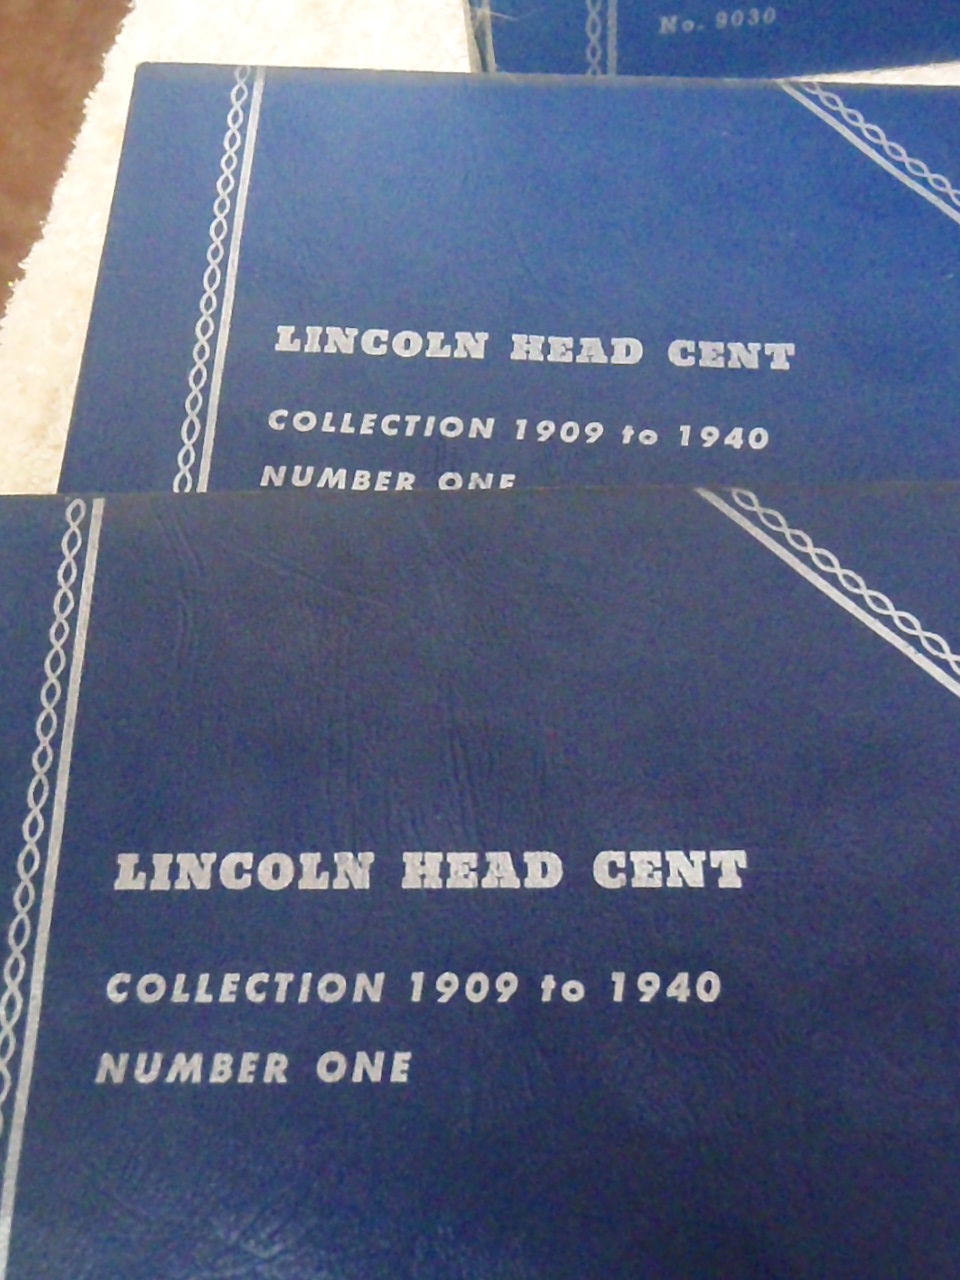 No. 9030
LINCOLN HEAD CENT
COLLECTION 1909 to 1940
NUMBER ONE
LINCOLN HEAD CENT
COLLECTION 1909 to 1940
NUMBER ONE